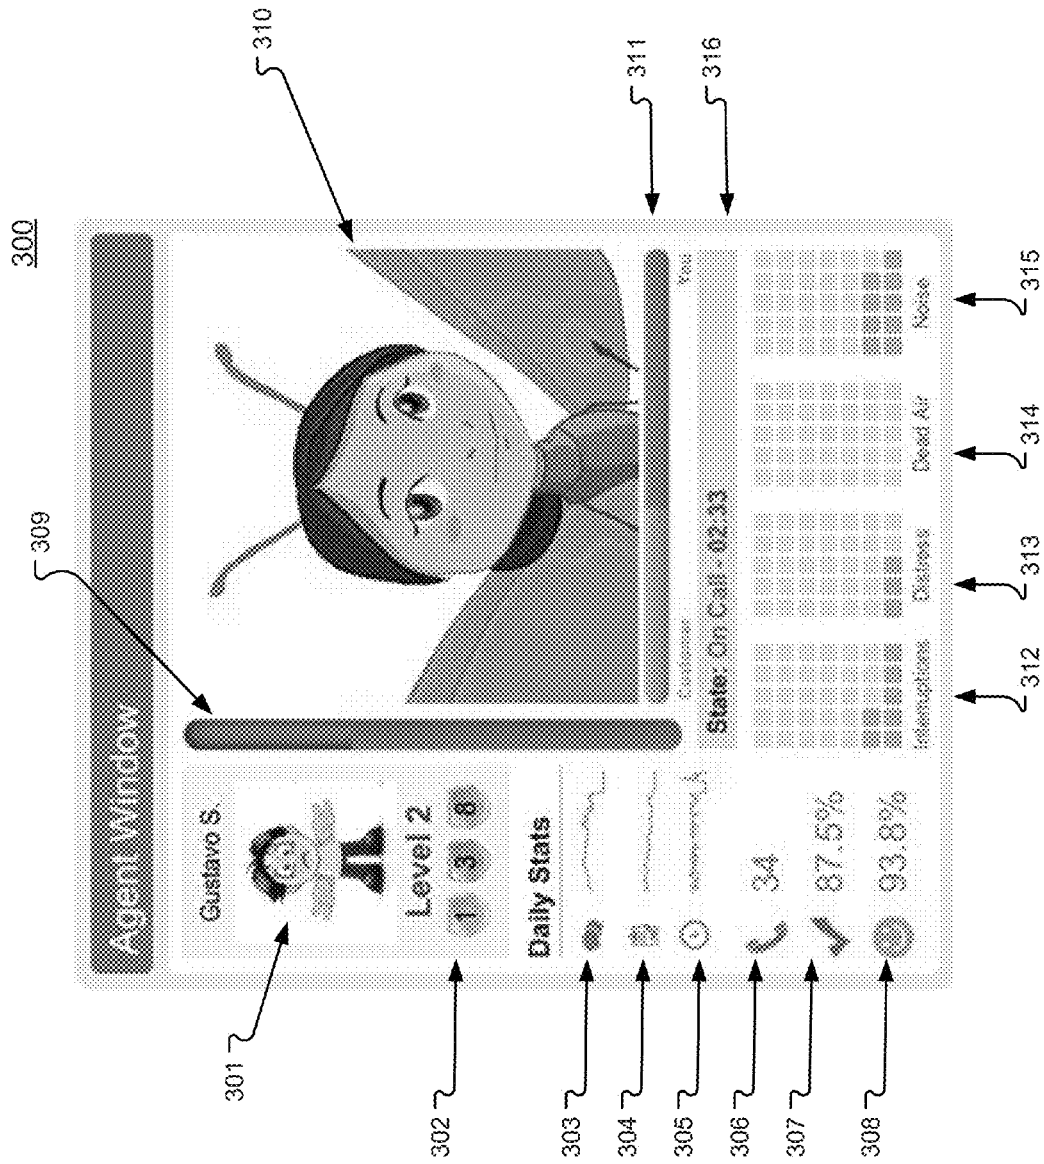 300
Agent Window
Gustavo S.
Level 2
1 3 8
Daily Stats
34
87.5%
93.8%
Customer
You
State: On Call - 02:33
Interruptions
Distress
Dead Air
Noise
301
302
303
304
305
306
307
308
309
310
311
316
312
313
314
315